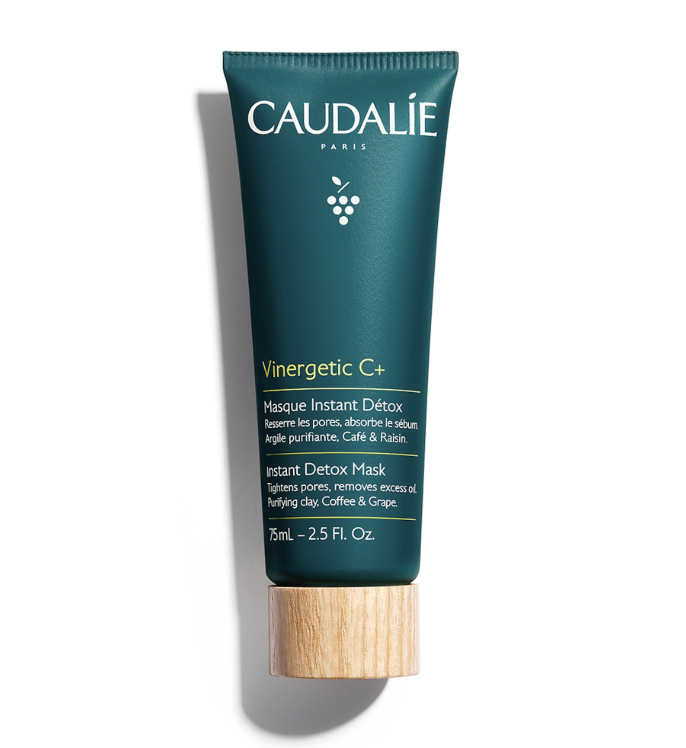 CAUDALÍE
PARIS
Vinergetic C+
Masque Instant Détox
Resserre les pores, absorbe le sébum.
Argile purifiante, Café & Raisin.
Instant Detox Mask
Tightens pores, removes excess oil.
Purifying clay, Coffee & Grape.
75mL – 2.5 Fl. Oz.